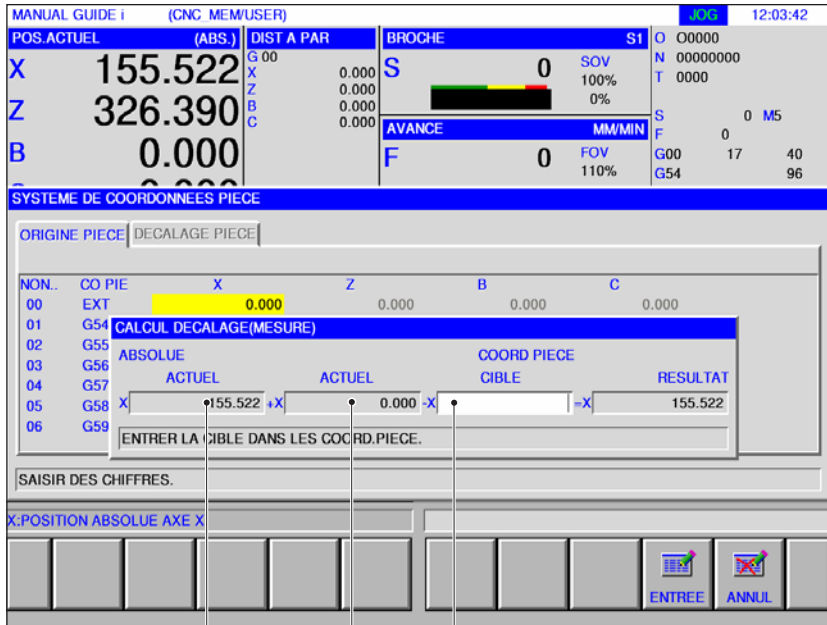 MANUAL GUIDE i (CNC_MEM/USER) JOG 12:03:42
POS.ACTUEL (ABS.) DIST A PAR BROCHE S1 O O0000
N 00000000
T 0000
X 155.522
Z 326.390
B 0.000
G 00
X 0.000
Z 0.000
B 0.000
C 0.000
S 0 SOV
100%
0%
AVANCE MM/MIN
F 0 FOV
110%
S 0 M5
F 0
G00 17 40
G54 96
SYSTEME DE COORDONNEES PIECE
ORIGINE PIECE DECALAGE PIECE
NON.. CO PIE X Z B C
00 EXT 0.000 0.000 0.000 0.000
01 G54
02 G55
03 G56
04 G57
05 G58
06 G59
CALCUL DECALAGE(MESURE)
ABSOLUE COORD PIECE
ACTUEL ACTUEL CIBLE RESULTAT
X 155.522 +X 0.000 -X =X 155.522
ENTRER LA CIBLE DANS LES COORD.PIECE.
SAISIR DES CHIFFRES.
X:POSITION ABSOLUE AXE X
ENTREE ANNUL